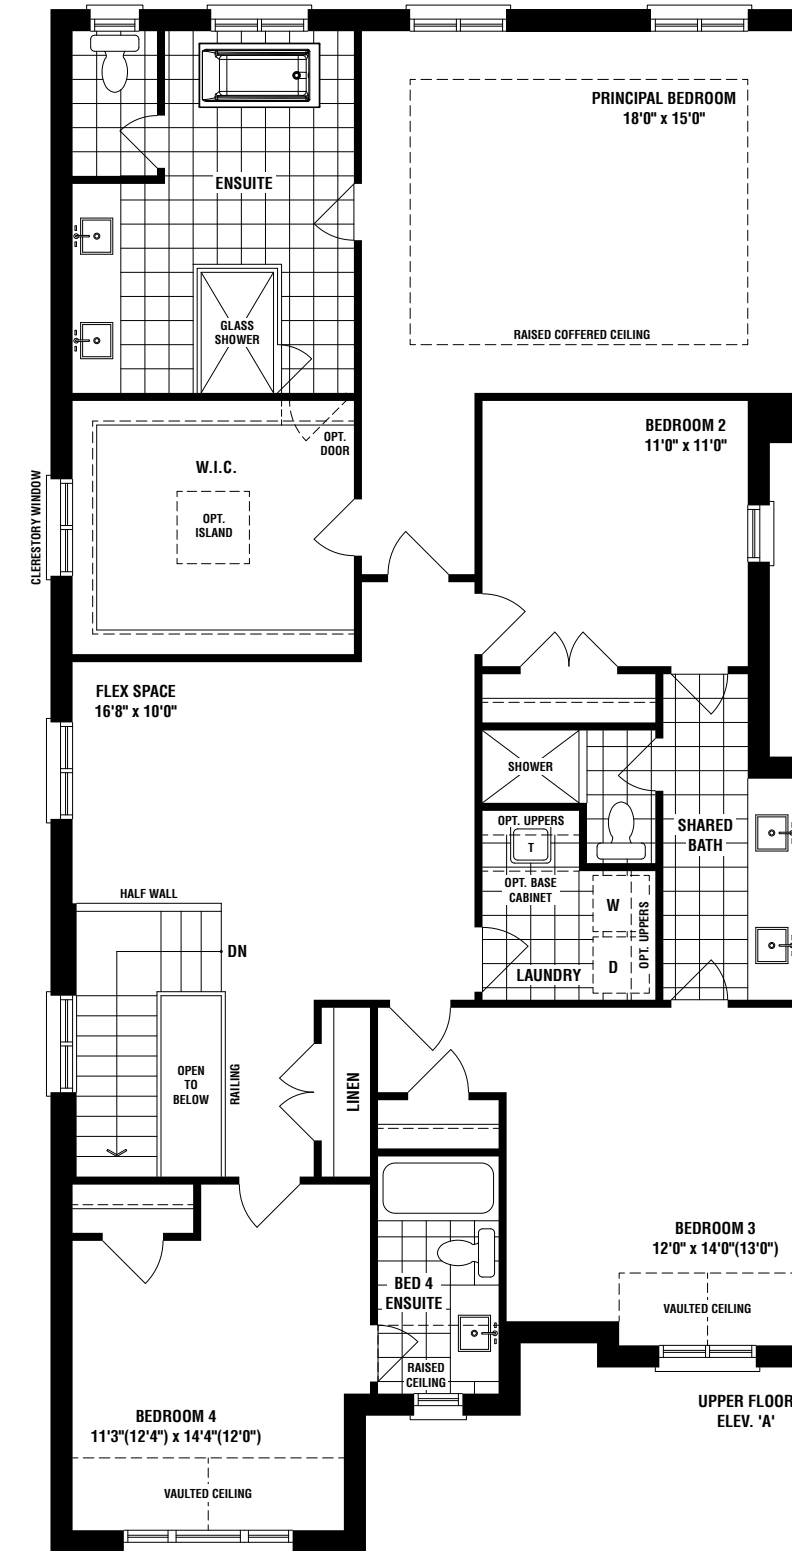 PRINCIPAL BEDROOM
18'0" x 15'0"
ENSUITE
GLASS
SHOWER
RAISED COFFERED CEILING
BEDROOM 2
11'0" x 11'0"
OPT.
DOOR
W.I.C.
OPT.
ISLAND
CLERESTORY WINDOW
FLEX SPACE
16'8" x 10'0"
SHOWER
OPT. UPPERS
T
SHARED
BATH
OPT. BASE
CABINET
W
D
OPT. UPPERS
LAUNDRY
HALF WALL
DN
OPEN
TO
BELOW
RAILING
LINEN
BEDROOM 3
12'0" x 14'0"(13'0")
VAULTED CEILING
BED 4
ENSUITE
RAISED
CEILING
UPPER FLOOR
ELEV. 'A'
BEDROOM 4
11'3"(12'4") x 14'4"(12'0")
VAULTED CEILING